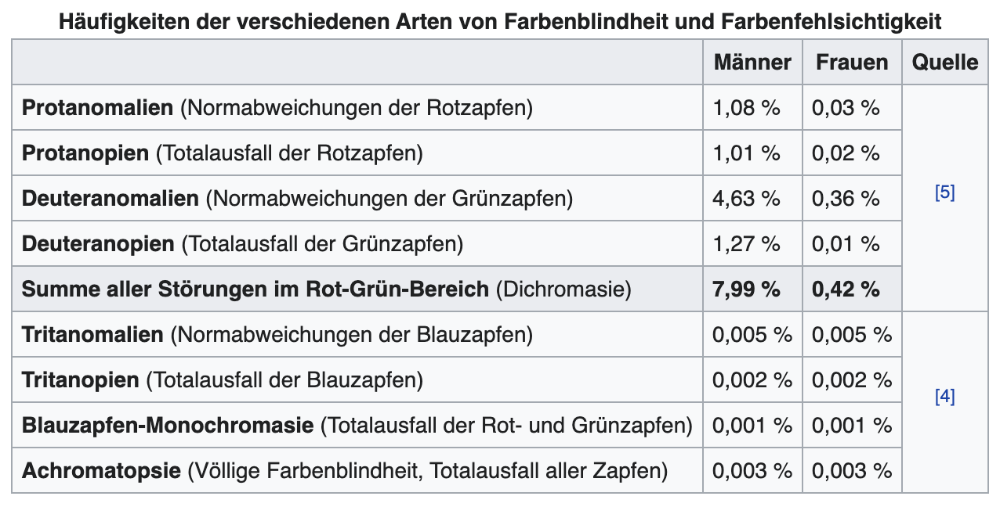 Häufigkeiten der verschiedenen Arten von Farbenblindheit und Farbenfehlsichtigkeit
Männer Frauen Quelle
Protanomalien (Normabweichungen der Rotzapfen) 1,08 % 0,03 %
Protanopien (Totalausfall der Rotzapfen) 1,01 % 0,02 %
Deuteranomalien (Normabweichungen der Grünzapfen) 4,63 % 0,36 %
[5]
Deuteranopien (Totalausfall der Grünzapfen) 1,27 % 0,01 %
Summe aller Störungen im Rot-Grün-Bereich (Dichromasie) 7,99 % 0,42 %
Tritanomalien (Normabweichungen der Blauzapfen) 0,005 % 0,005 %
Tritanopien (Totalausfall der Blauzapfen) 0,002 % 0,002 %
[4]
Blauzapfen-Monochromasie (Totalausfall der Rot- und Grünzapfen) 0,001 % 0,001 %
Achromatopsie (Völlige Farbenblindheit, Totalausfall aller Zapfen) 0,003 % 0,003 %